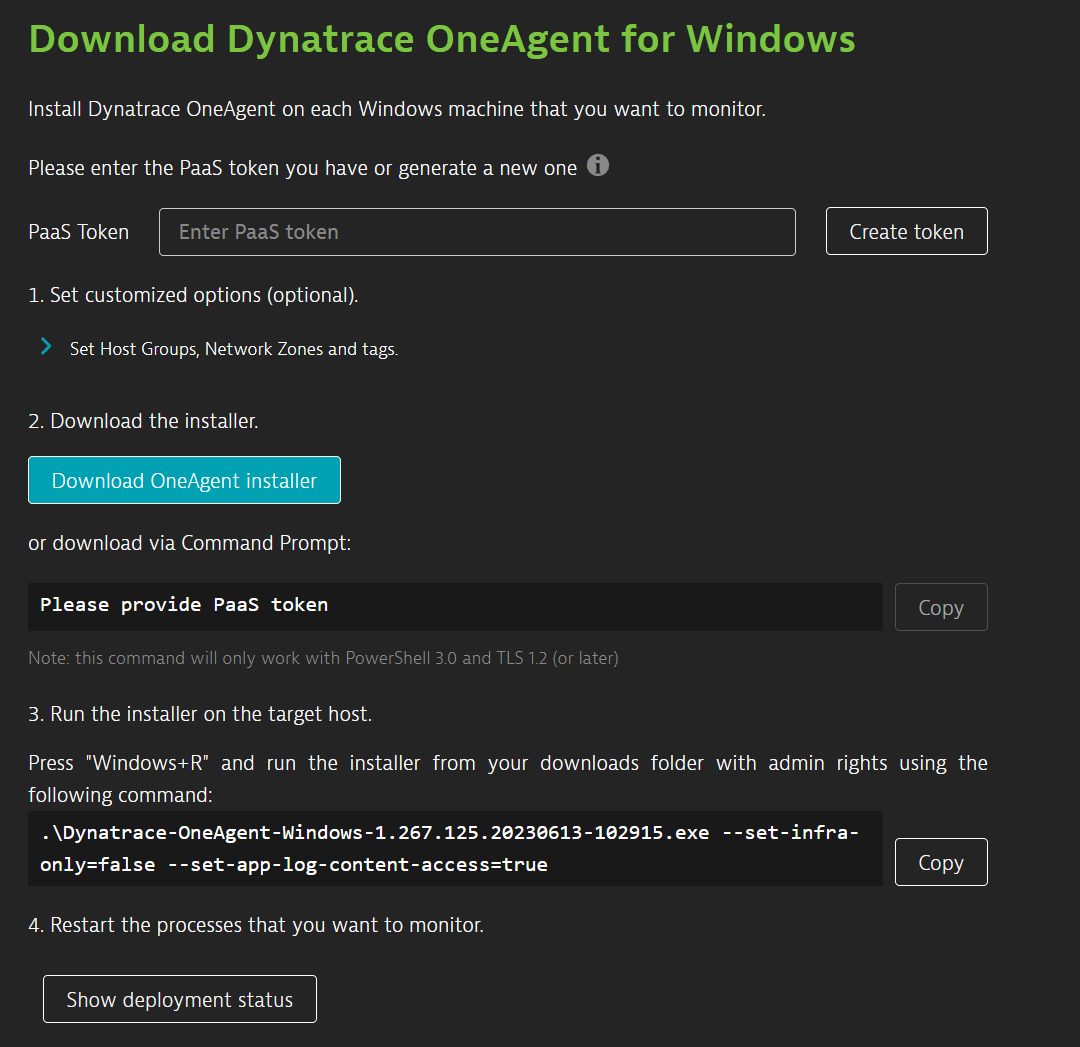 Download Dynatrace OneAgent for Windows
Install Dynatrace OneAgent on each Windows machine that you want to monitor.
Please enter the PaaS token you have or generate a new one
PaaS Token
Enter PaaS token
Create token
1. Set customized options (optional).
Set Host Groups, Network Zones and tags.
2. Download the installer.
Download OneAgent installer
or download via Command Prompt:
Please provide PaaS token
Copy
Note: this command will only work with PowerShell 3.0 and TLS 1.2 (or later)
3. Run the installer on the target host.
Press "Windows+R" and run the installer from your downloads folder with admin rights using the
following command:
.\Dynatrace-OneAgent-Windows-1.267.125.20230613-102915.exe --set-infra-
only=false --set-app-log-content-access=true
Copy
4. Restart the processes that you want to monitor.
Show deployment status